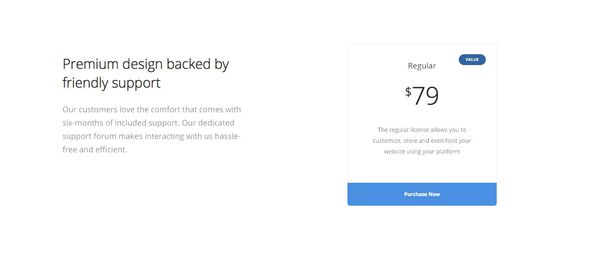 Premium design backed by
friendly support
Our customers love the comfort that comes with
six-months of included support. Our dedicated
support forum makes interacting with us hassle-
free and efficient.
VALUE
Regular
$79
The regular license allows you to
customize, store and even host your
website using your platform
Purchase Now